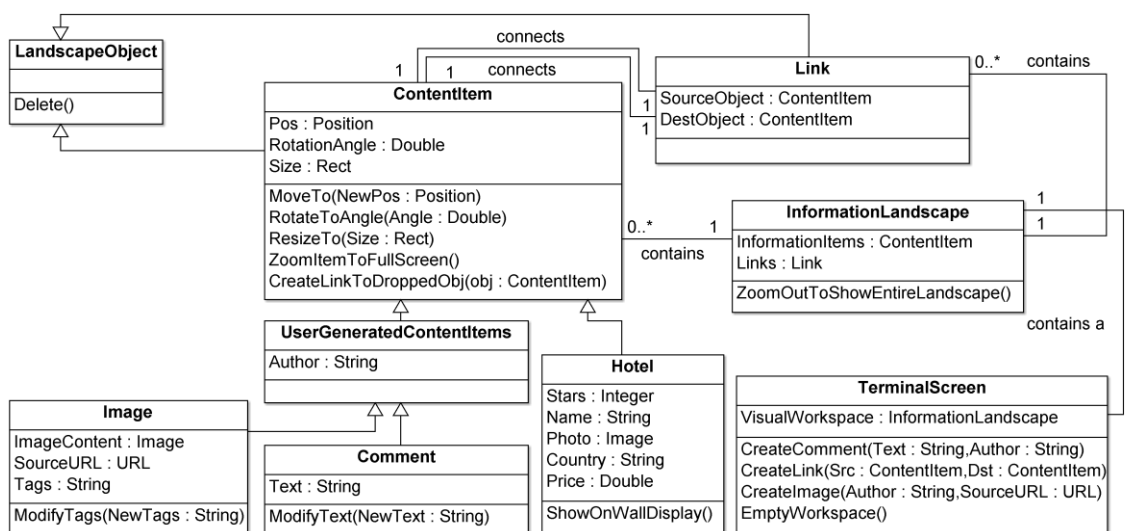 LandscapeObject
Delete()
connects
connects
1
1
1
1
ContentItem
Pos : Position
RotationAngle : Double
Size : Rect
MoveTo(NewPos : Position)
RotateToAngle(Angle : Double)
ResizeTo(Size : Rect)
ZoomItemToFullScreen()
CreateLinkToDroppedObj(obj : ContentItem)
Link
SourceObject : ContentItem
DestObject : ContentItem
0..*
contains
1
1
0..*
1
contains
InformationLandscape
InformationItems : ContentItem
Links : Link
ZoomOutToShowEntireLandscape()
contains a
UserGeneratedContentItems
Author : String
Image
ImageContent : Image
SourceURL : URL
Tags : String
ModifyTags(NewTags : String)
Comment
Text : String
ModifyText(NewText : String)
Hotel
Stars : Integer
Name : String
Photo : Image
Country : String
Price : Double
ShowOnWallDisplay()
TerminalScreen
VisualWorkspace : InformationLandscape
CreateComment(Text : String,Author : String)
CreateLink(Src : ContentItem,Dst : ContentItem)
CreateImage(Author : String,SourceURL : URL)
EmptyWorkspace()